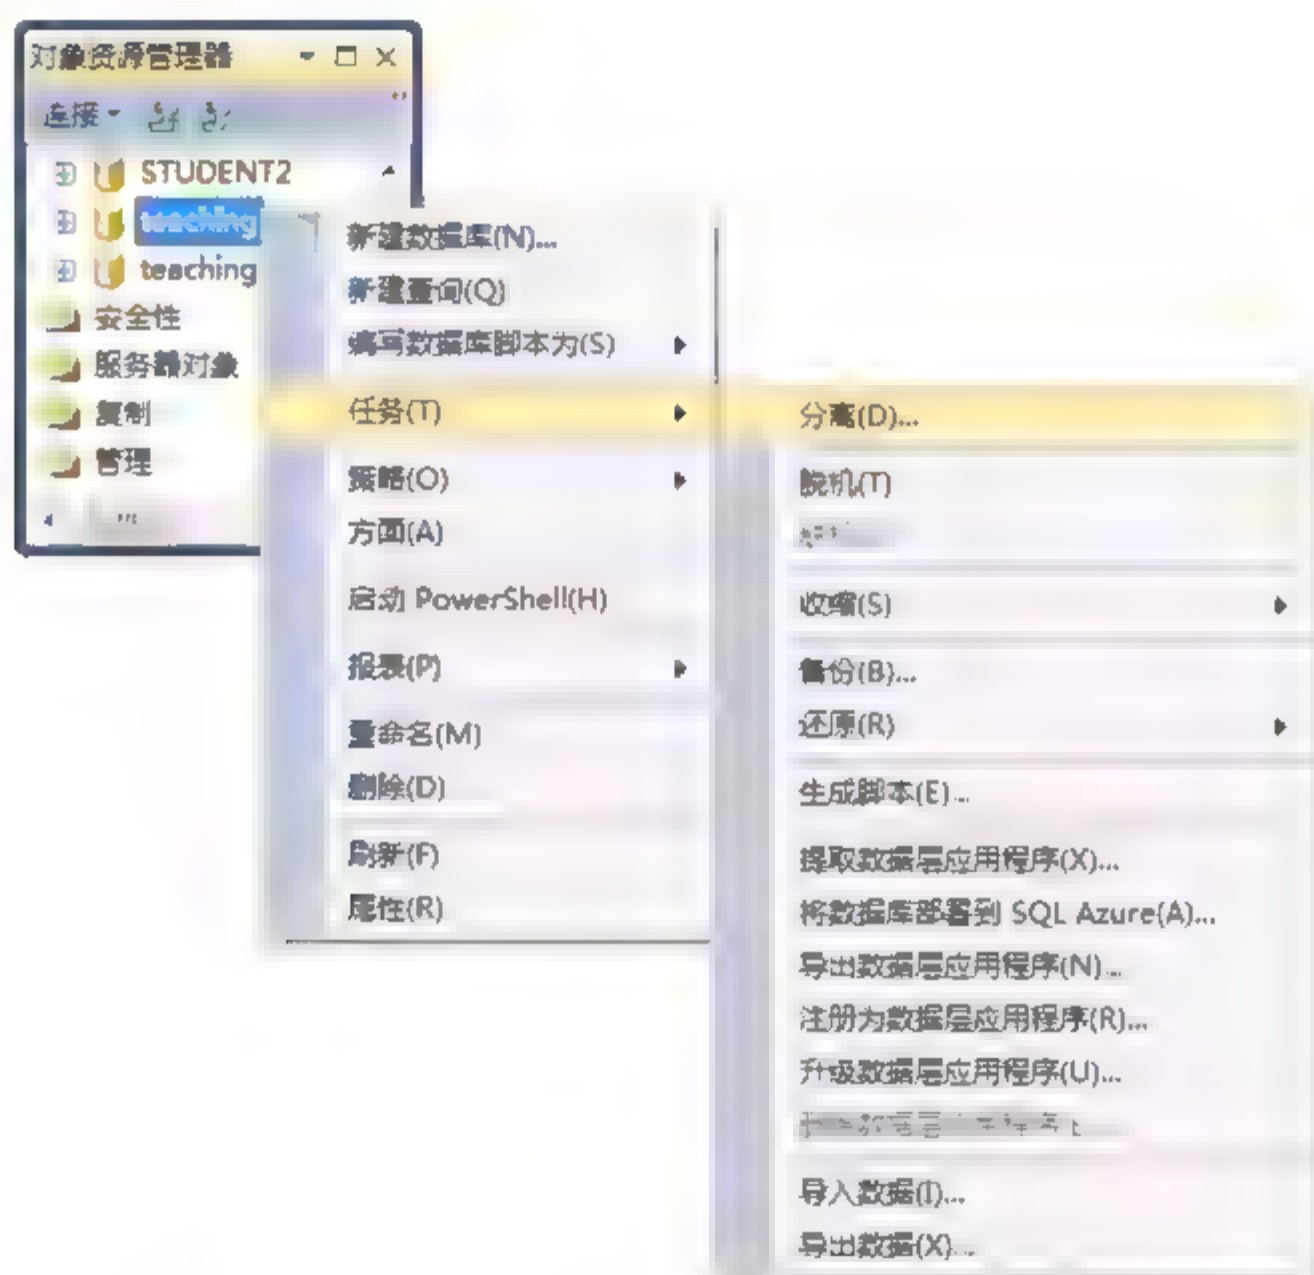 对象资源管理器
连接
STUDENT2
teaching
teaching
安全性
服务器对象
复制
管理
新建数据库(N)...
新建查询(Q)
编写数据库脚本为(S)
任务(T)
策略(O)
方面(A)
启动 PowerShell(H)
报表(P)
重命名(M)
删除(D)
刷新(F)
属性(R)
分离(D)...
脱机(T)
收缩(S)
备份(B)...
还原(R)
生成脚本(E)...
提取数据层应用程序(X)...
将数据库部署到 SQL Azure(A)...
导出数据层应用程序(N)...
注册为数据层应用程序(R)...
升级数据层应用程序(U)...
导入数据(I)...
导出数据(X)...